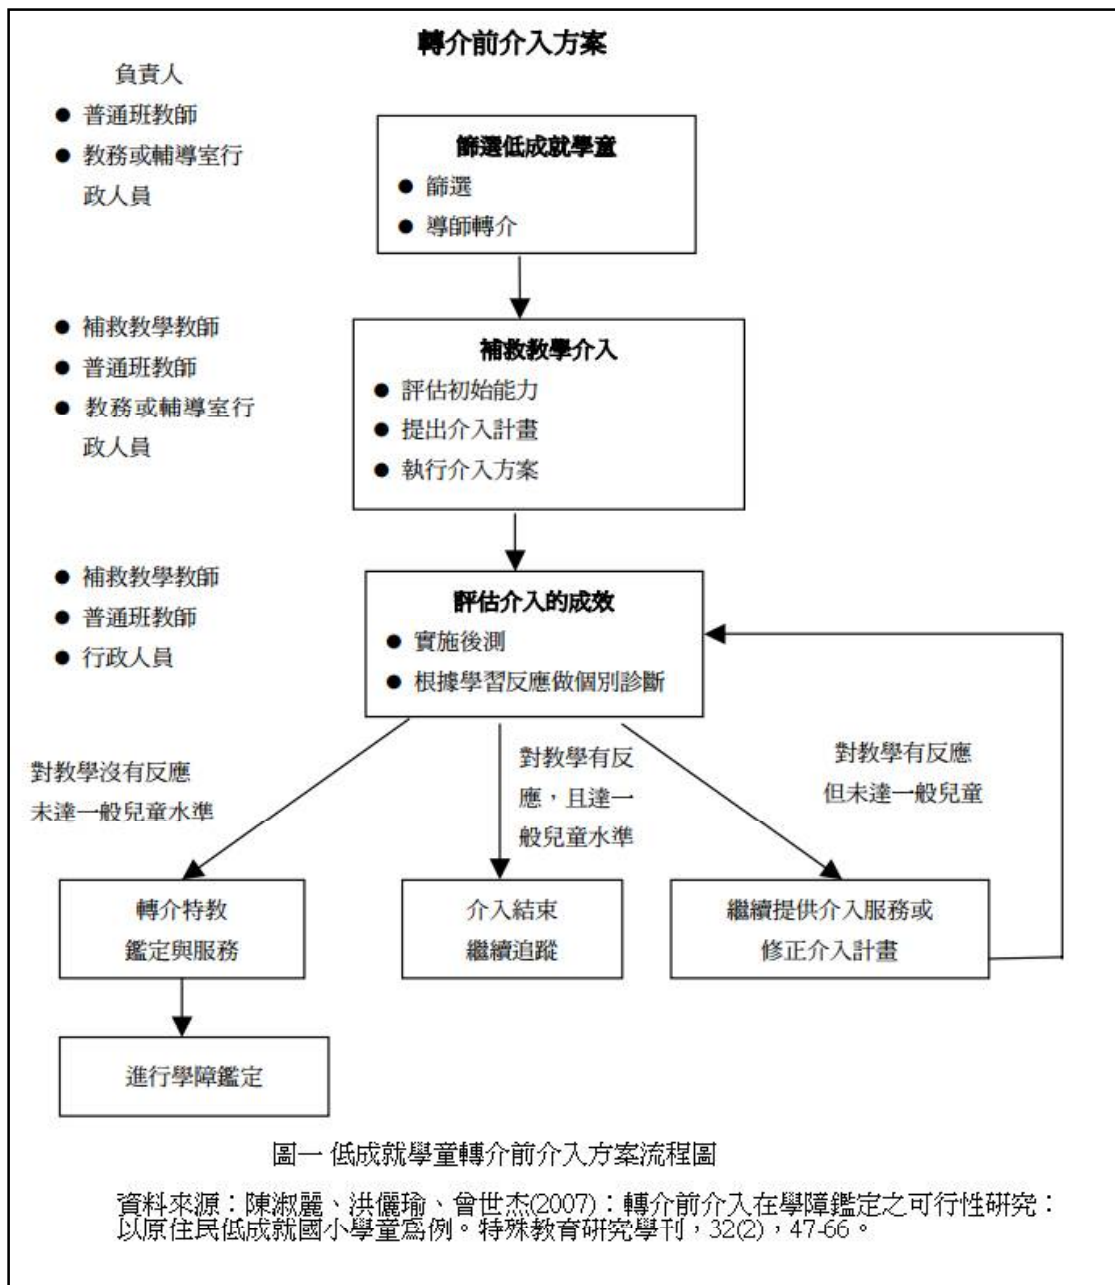 轉介前介入方案
負責人
● 普通班教師
● 教務或輔導室行
政人員
篩選低成就學童
● 篩選
● 導師轉介
● 補救教學教師
● 普通班教師
● 教務或輔導室行
政人員
補救教學介入
● 評估初始能力
● 提出介入計畫
● 執行介入方案
● 補救教學教師
● 普通班教師
● 行政人員
評估介入的成效
● 實施後測
● 根據學習反應做個別診斷
對教學沒有反應
未達一般兒童水準
對教學有反
應，且達一
般兒童水準
對教學有反應
但未達一般兒童
轉介特教
鑑定與服務
介入結束
繼續追蹤
繼續提供介入服務或
修正介入計畫
進行學障鑑定
圖一 低成就學童轉介前介入方案流程圖
資料來源：陳淑麗、洪儷瑜、曾世杰(2007)：轉介前介入在學障鑑定之可行性研究：
以原住民低成就國小學童為例。特殊教育研究學刊，32(2)，47-66。